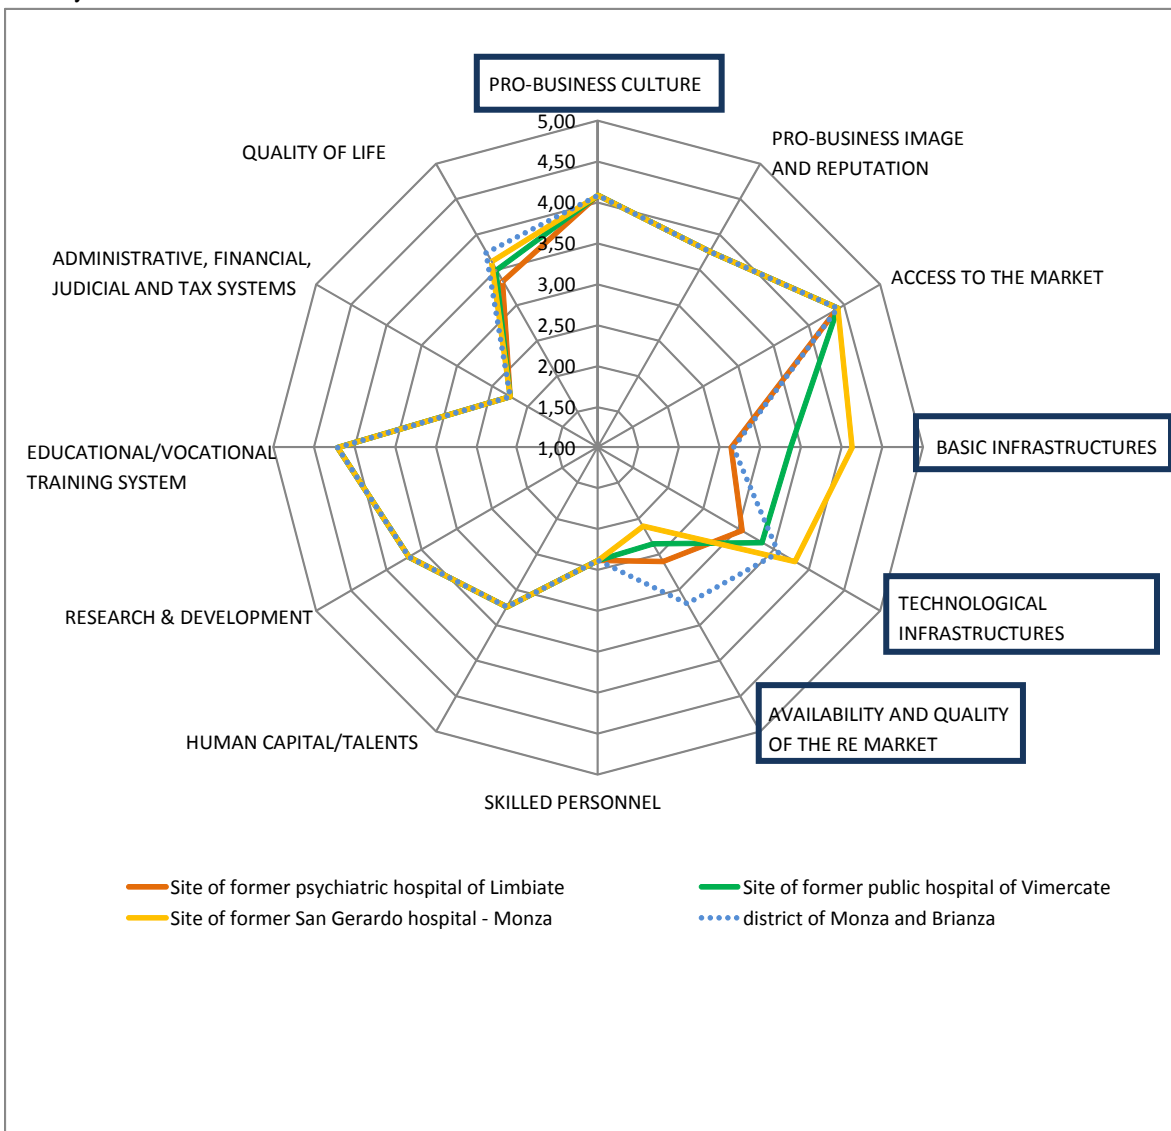 PRO-BUSINESS CULTURE
5,00
4,50
4,00
3,50
3,00
2,50
2,00
1,50
1,00
PRO-BUSINESS IMAGE
AND REPUTATION
ACCESS TO THE MARKET
BASIC INFRASTRUCTURES
TECHNOLOGICAL
INFRASTRUCTURES
AVAILABILITY AND QUALITY
OF THE RE MARKET
SKILLED PERSONNEL
HUMAN CAPITAL/TALENTS
RESEARCH & DEVELOPMENT
EDUCATIONAL/VOCATIONAL
TRAINING SYSTEM
ADMINISTRATIVE, FINANCIAL,
JUDICIAL AND TAX SYSTEMS
QUALITY OF LIFE
Site of former psychiatric hospital of Limbiate
Site of former public hospital of Vimercate
Site of former San Gerardo hospital - Monza
district of Monza and Brianza